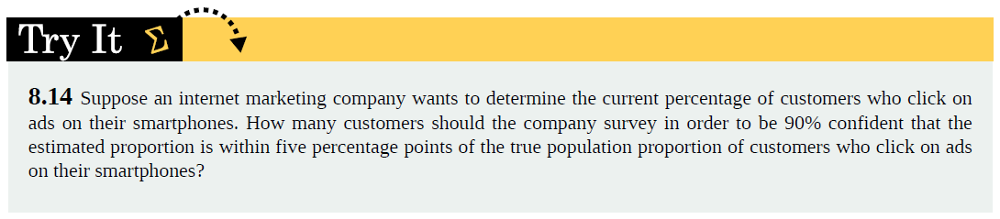 Try It Σ
8.14 Suppose an internet marketing company wants to determine the current percentage of customers who click on
ads on their smartphones. How many customers should the company survey in order to be 90% confident that the
estimated proportion is within five percentage points of the true population proportion of customers who click on ads
on their smartphones?